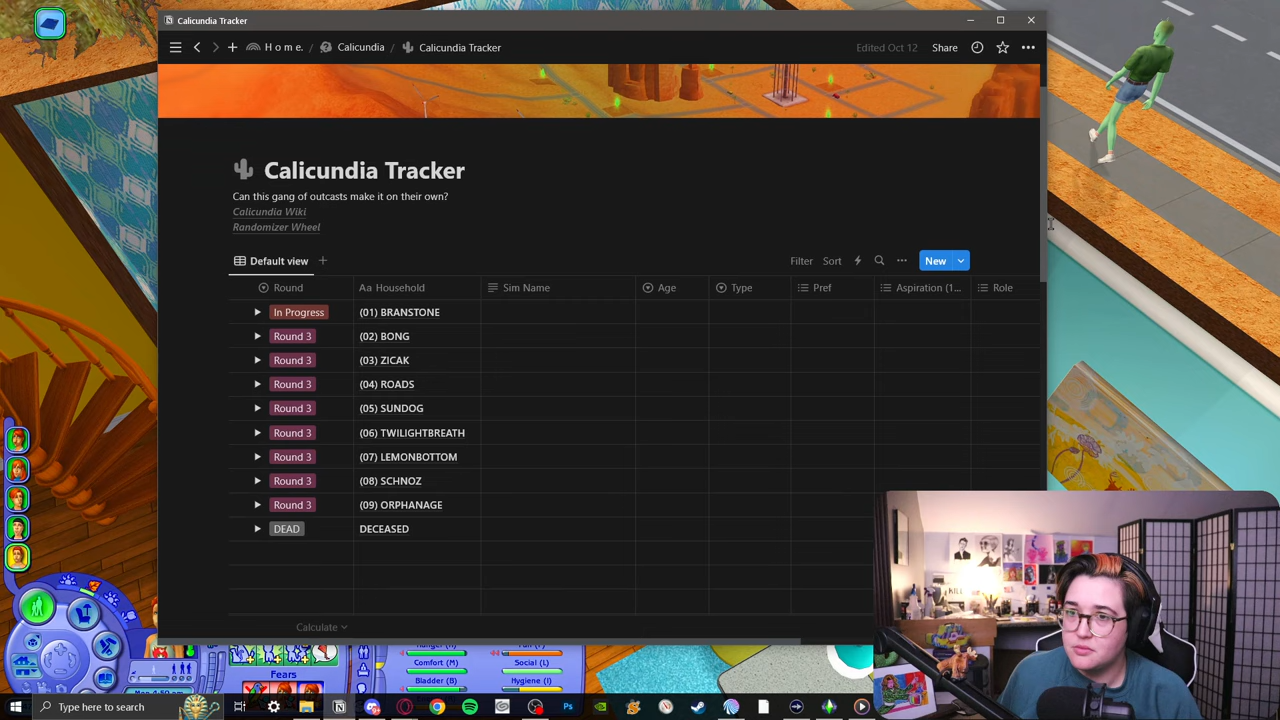 Calicundia Tracker
H o m e. / Calicundia / Calicundia Tracker
Edited Oct 12 Share
Calicundia Tracker
Can this gang of outcasts make it on their own?
Calicundia Wiki
Randomizer Wheel
Default view
Filter Sort New
Round Aa Household Sim Name Age Type Pref Aspiration (1... Role
In Progress (01) BRANSTONE
Round 3 (02) BONG
Round 3 (03) ZICAK
Round 3 (04) ROADS
Round 3 (05) SUNDOG
Round 3 (06) TWILIGHTBREATH
Round 3 (07) LEMONBOTTOM
Round 3 (08) SCHNOZ
Round 3 (09) ORPHANAGE
DEAD DECEASED
Calculate
Comfort (M) Social (L)
Fears
Bladder (B) Hygiene (I)
Type here to search